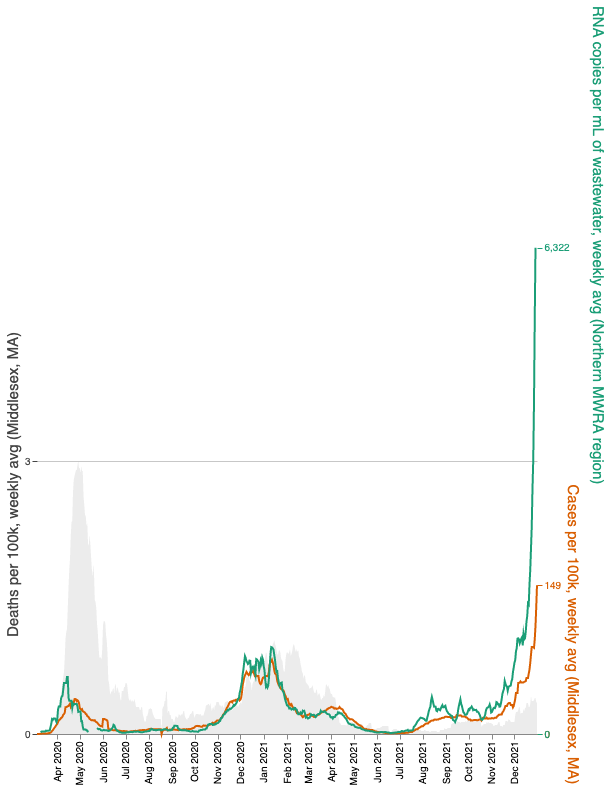 RNA copies per mL of wastewater, weekly avg (Northern MWRA region)
Cases per 100k, weekly avg (Middlesex, MA)
Deaths per 100k, weekly avg (Middlesex, MA)
6,322
3
149
0
0
Apr 2020
May 2020
Jun 2020
Jul 2020
Aug 2020
Sep 2020
Oct 2020
Nov 2020
Dec 2020
Jan 2021
Feb 2021
Mar 2021
Apr 2021
May 2021
Jun 2021
Jul 2021
Aug 2021
Sep 2021
Oct 2021
Nov 2021
Dec 2021